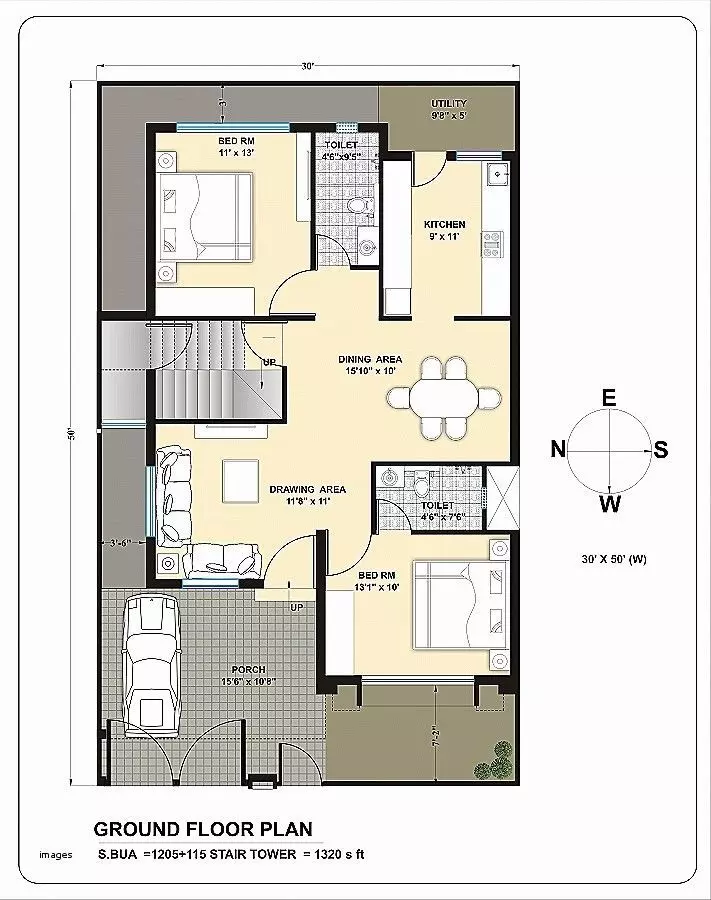 30'
3'
UTILITY
9'8" x 5'
BED RM
11' x 13'
TOILET
4'6"x9'5"
KITCHEN
9' x 11'
UP
DINING AREA
15'10" x 10'
50'
E
N
S
W
DRAWING AREA
11'8" x 11'
TOILET
4'6" x 7'6"
3'-6"
30' X 50' (W)
BED RM
13'1" x 10'
UP
PORCH
15'6" x 10'8"
7'-2"
GROUND FLOOR PLAN
images
S.BUA =1205+115 STAIR TOWER = 1320 s ft